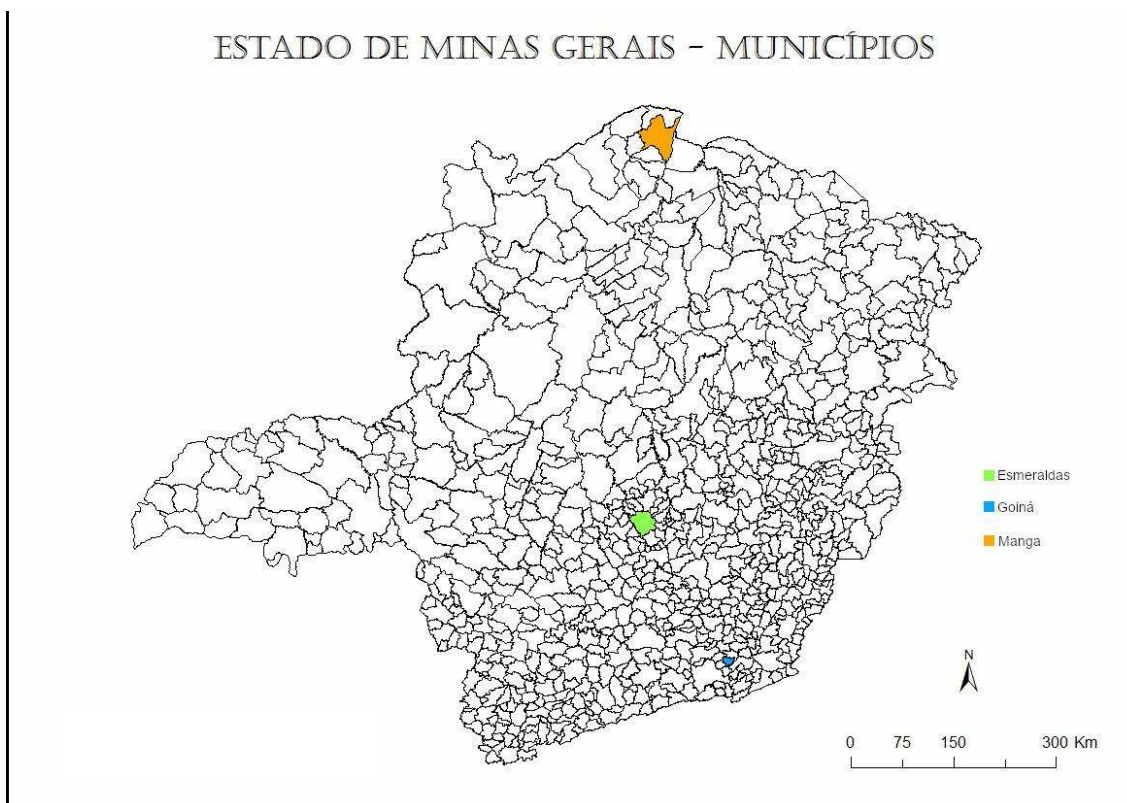 ESTADO DE MINAS GERAIS - MUNICÍPIOS
Esmeraldas
Goiná
Manga
N
0 75 150 300 Km